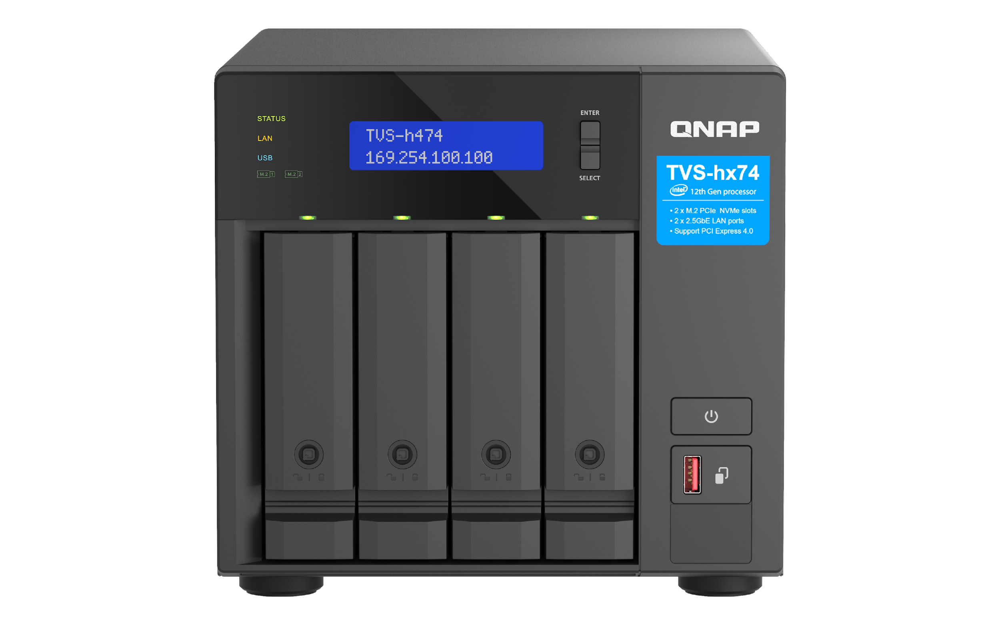 STATUS
LAN
USB
M.2 1
M.2 2
TVS-h474
169.254.100.100
ENTER
SELECT
QNAP
TVS-hx74
intel 12th Gen processor
• 2 x M.2 PCIe NVMe slots
• 2 x 2.5GbE LAN ports
• Support PCI Express 4.0